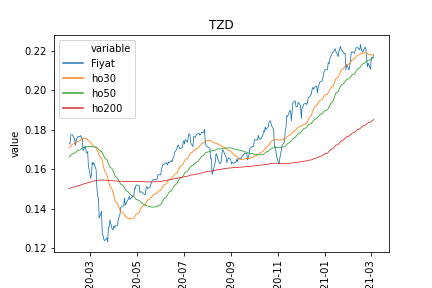 TZD
variable
Fiyat
ho30
ho50
ho200
value
0.22
0.20
0.18
0.16
0.14
0.12
20-03
20-05
20-07
20-09
20-11
21-01
21-03